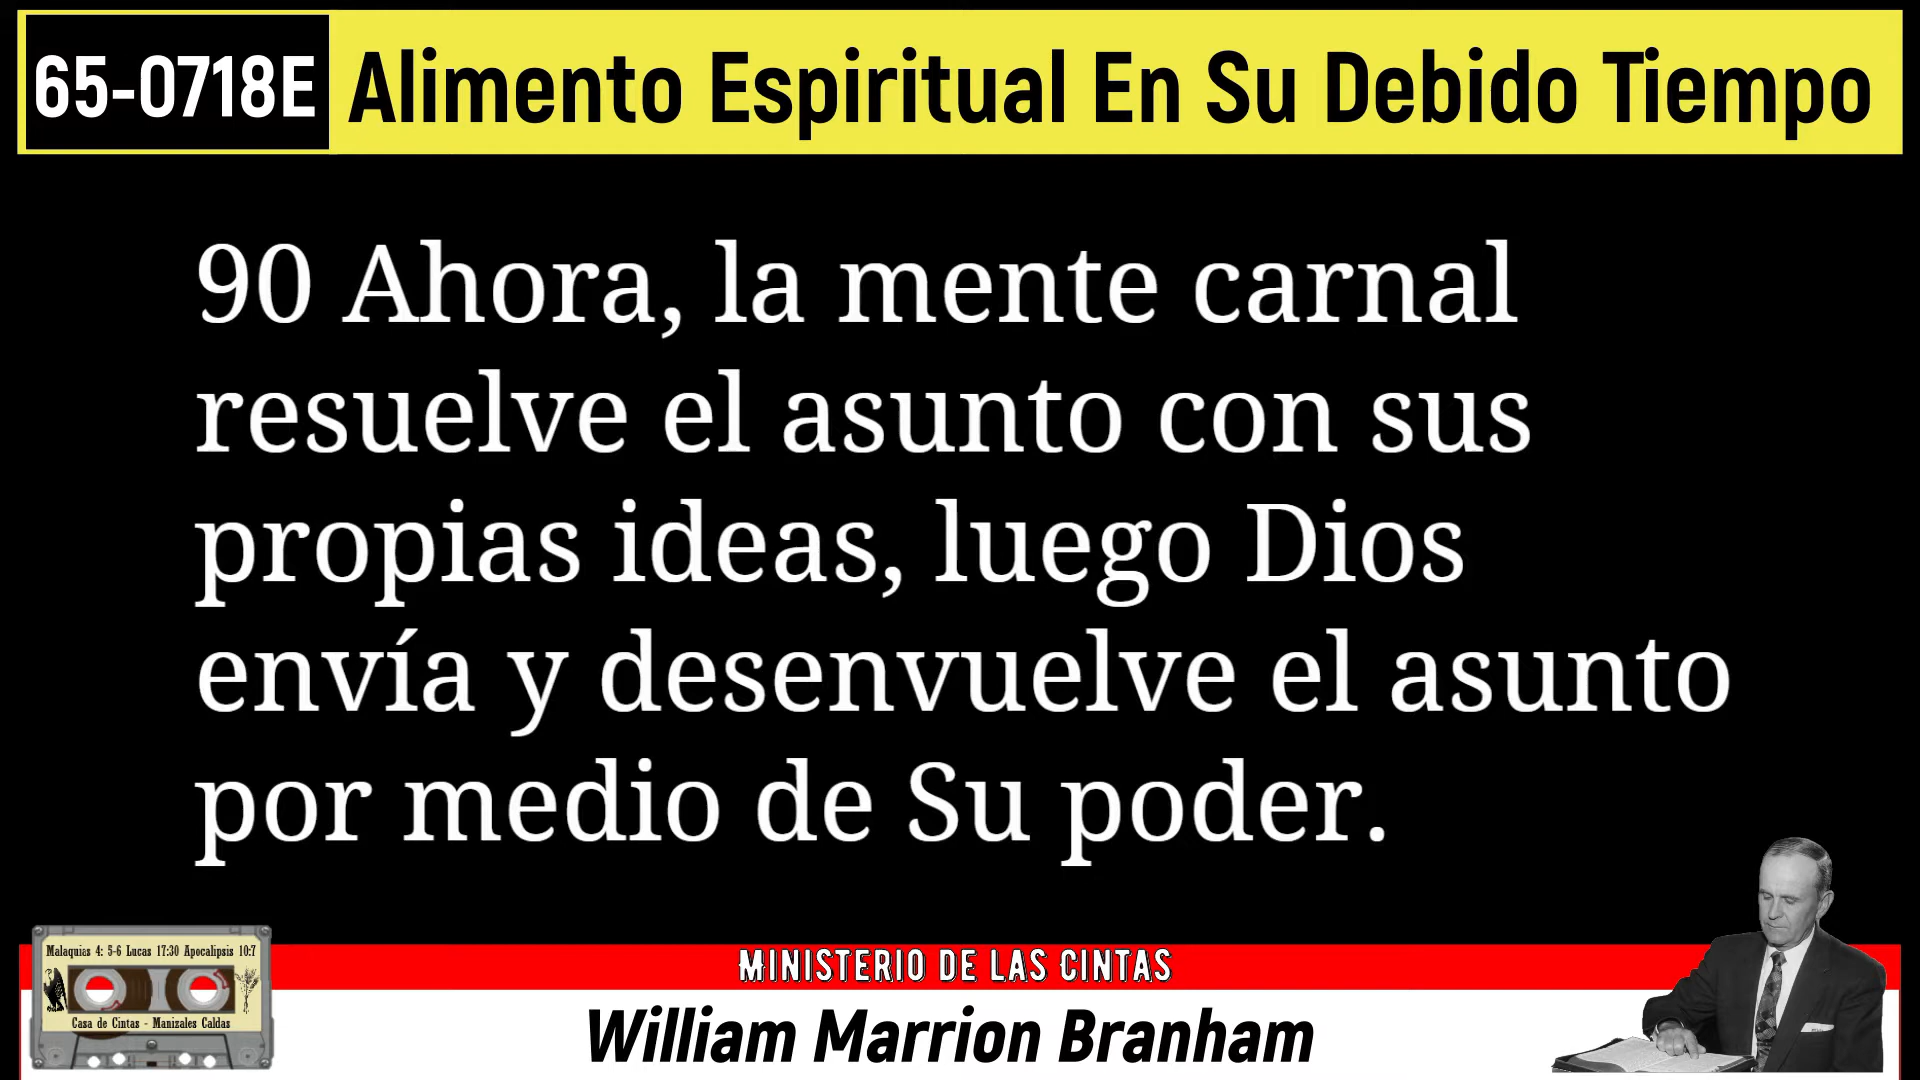 65-0718E Alimento Espiritual En Su Debido Tiempo
90 Ahora, la mente carnal
resuelve el asunto con sus
propias ideas, luego Dios
envía y desenvuelve el asunto
por medio de Su poder.
Malaquias 4: 5-6 Lucas 17:30 Apocalipsis 10:7
Casa de Cintas - Manizales Caldas
MINISTERIO DE LAS CINTAS
William Marrion Branham